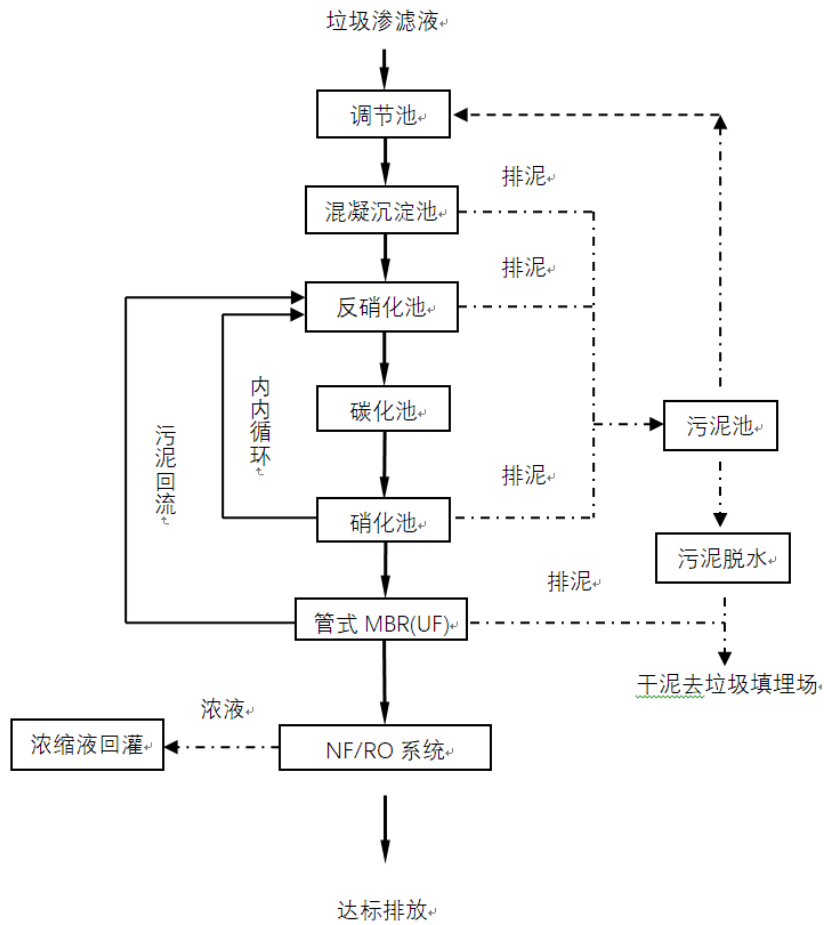 垃圾渗滤液
调节池
排泥
混凝沉淀池
排泥
反硝化池
内内循环
碳化池
污泥回流
污泥池
排泥
硝化池
污泥脱水
排泥
管式 MBR(UF)
干泥去垃圾填埋场
浓液
浓缩液回灌
NF/RO 系统
达标排放